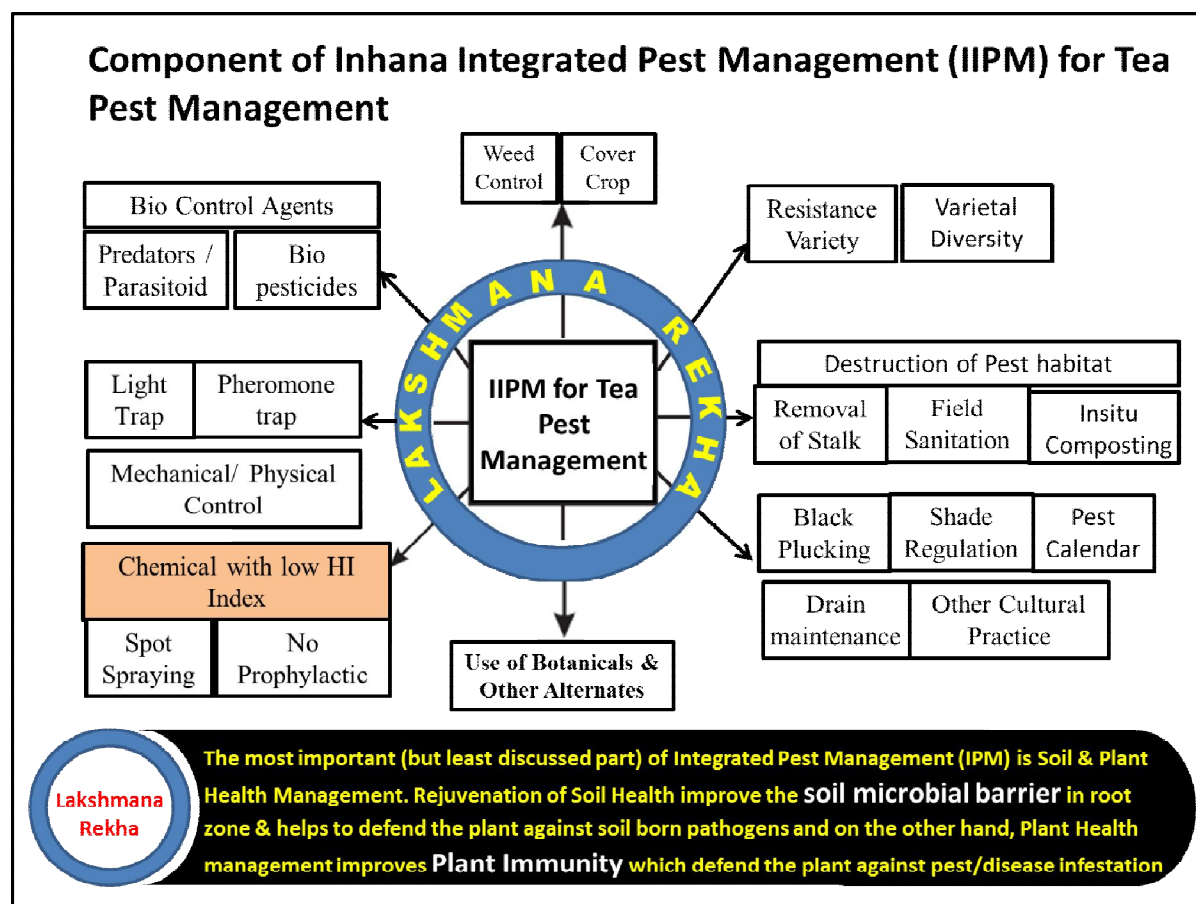 Component of Inhana Integrated Pest Management (IIPM) for Tea
Pest Management
Weed
Control
Cover
Crop
Bio Control Agents
Predators /
Parasitoid
Bio
pesticides
Resistance
Variety
Varietal
Diversity
LAKSHMANA REKHA
IIPM for Tea
Pest
Management
Light
Trap
Pheromone
trap
Mechanical/ Physical
Control
Destruction of Pest habitat
Removal
of Stalk
Field
Sanitation
Insitu
Composting
Black
Plucking
Shade
Regulation
Pest
Calendar
Drain
maintenance
Other Cultural
Practice
Chemical with low HI
Index
Spot
Spraying
No
Prophylactic
Use of Botanicals &
Other Alternates
Lakshmana
Rekha
The most important (but least discussed part) of Integrated Pest Management (IPM) is Soil & Plant
Health Management. Rejuvenation of Soil Health improve the soil microbial barrier in root
zone & helps to defend the plant against soil born pathogens and on the other hand, Plant Health
management improves Plant Immunity which defend the plant against pest/disease infestation